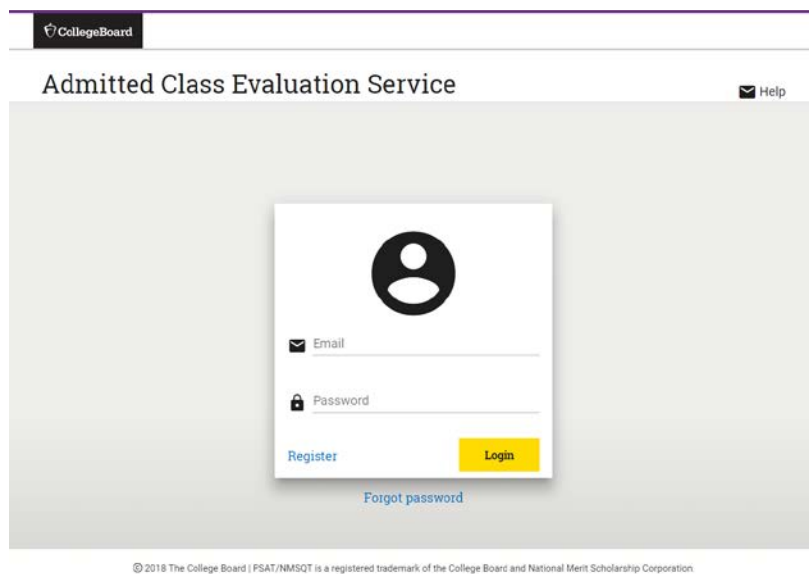 CollegeBoard
Admitted Class Evaluation Service
Help
Email
Password
Register
Login
Forgot password
© 2018 The College Board | PSAT/NMSQT is a registered trademark of the College Board and National Merit Scholarship Corporation